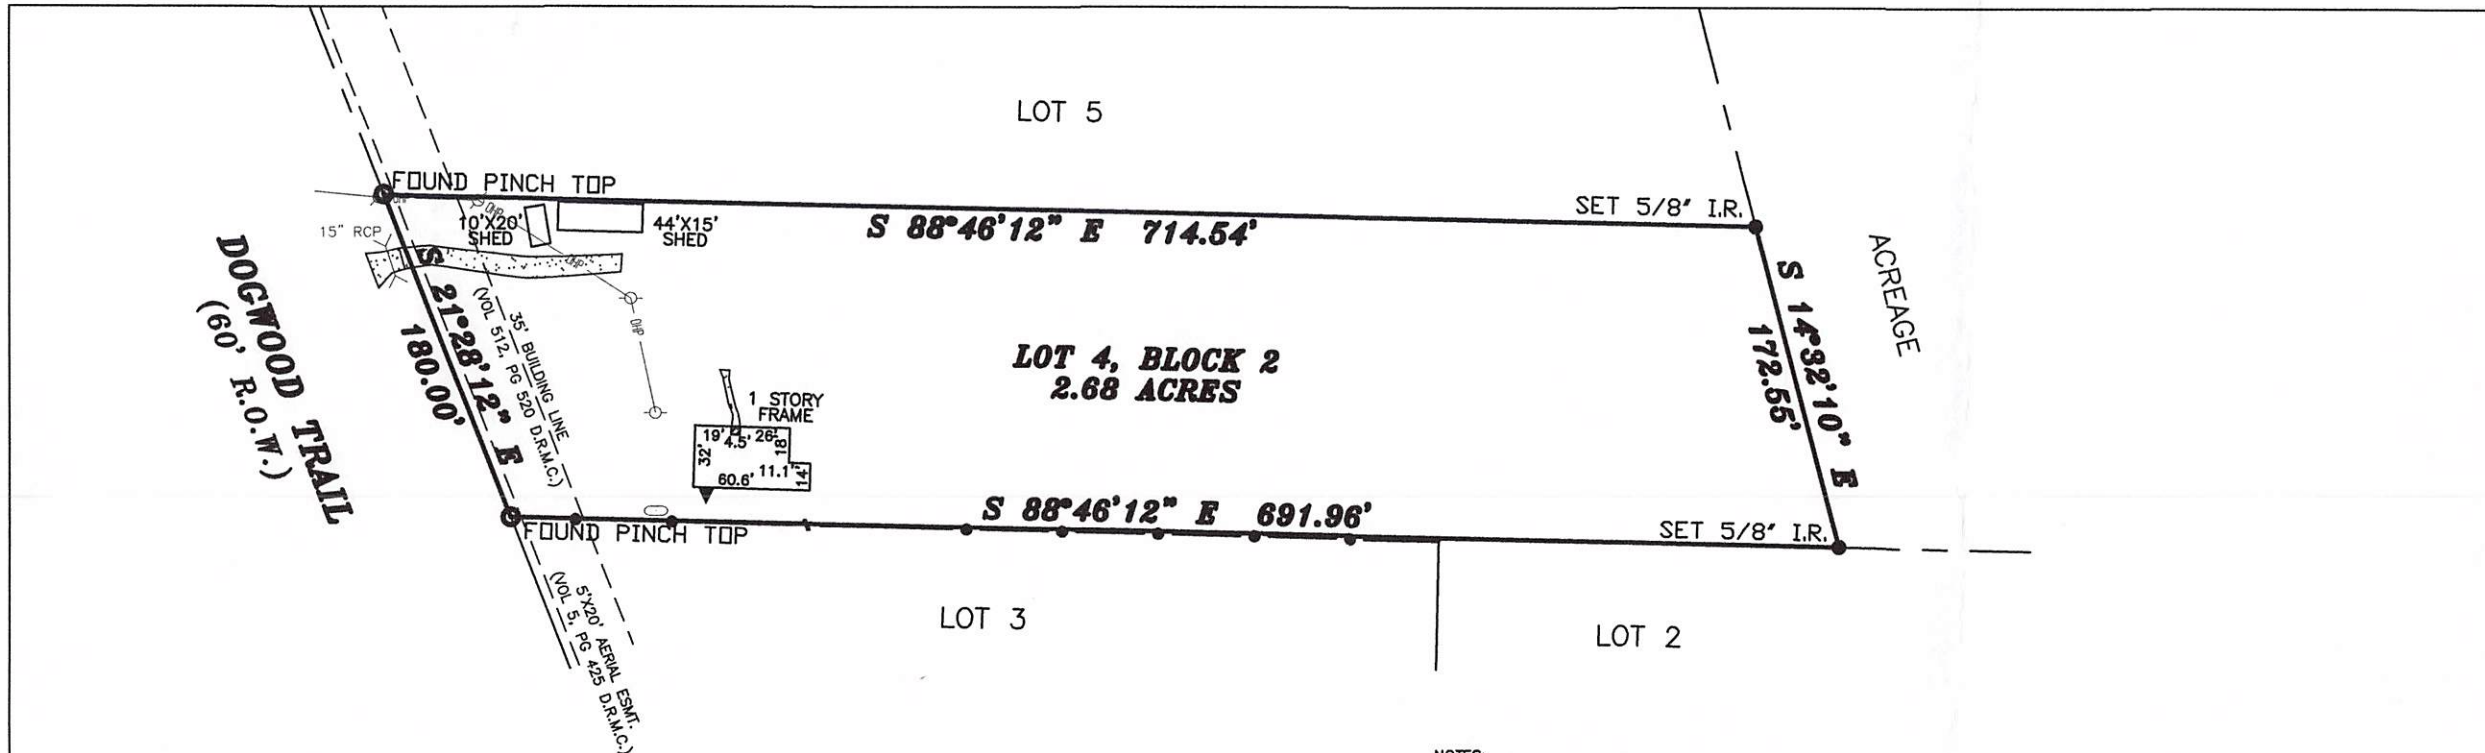 LOT 5
FOUND PINCH TOP
SET 5/8" I.R.
10'X20'
SHED
44'X15'
SHED
S 88°46'12" E 714.54'
15" RCP
OHP
OHP
OHP
DOGWOOD TRAIL
(60' R.O.W.)
S 21°28'12" E
180.00'
35' BUILDING LINE
(VOL 512, PG 520 D.R.M.C.)
ACREAGE
S 14°32'10" E
172.55'
LOT 4, BLOCK 2
2.68 ACRES
1 STORY
FRAME
19' 4.5' 26'
18'
32'
60.6' 11.1'
14'
S 88°46'12" E 691.96'
FOUND PINCH TOP
SET 5/8" I.R.
5'X20' AERIAL ESMT.
(VOL 5, PG 425 D.R.M.C.)
LOT 3
LOT 2
NOTES